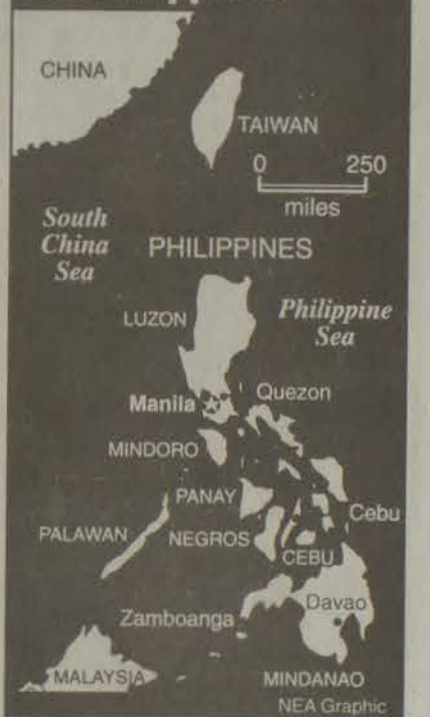 CHINA
TAIWAN
0 250
miles
South
China
Sea
PHILIPPINES
LUZON
Philippine
Sea
Manila
Quezon
MINDORO
PANAY
Cebu
PALAWAN
NEGROS
CEBU
Davao
Zamboanga
MALAYSIA
MINDANAO
NEA Graphic